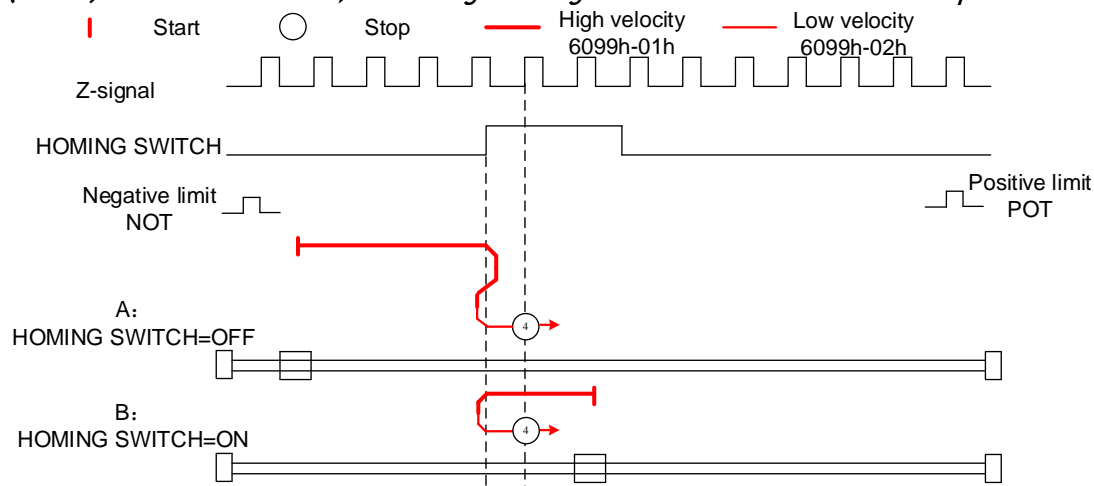 Start
Stop
High velocity
6099h-01h
Low velocity
6099h-02h
Z-signal
HOMING SWITCH
Negative limit
NOT
Positive limit
POT
A：
HOMING SWITCH=OFF
4
B：
HOMING SWITCH=ON
4